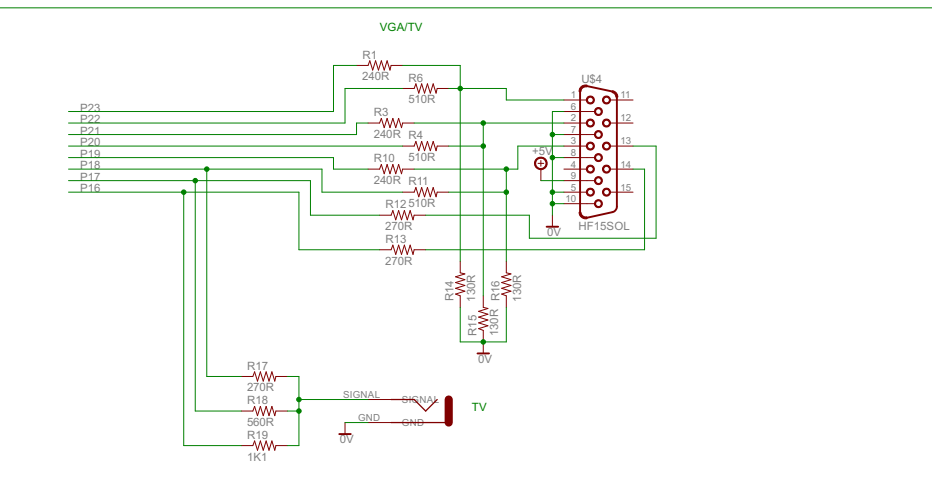 VGA/TV
R1
240R
U$4
R6
510R
1
11
6
P23
P22
R3
240R
2
12
P21
7
P20
R4
510R
3
13
P19
+5V
8
R10
240R
P18
4
14
P17
R11
510R
9
P16
5
15
R12
270R
10
HF15SOL
0V
R13
270R
R14
130R
R16
130R
R15
130R
0V
R17
270R
SIGNAL
SIGNAL
R18
560R
TV
GND
GND
R19
1K1
0V